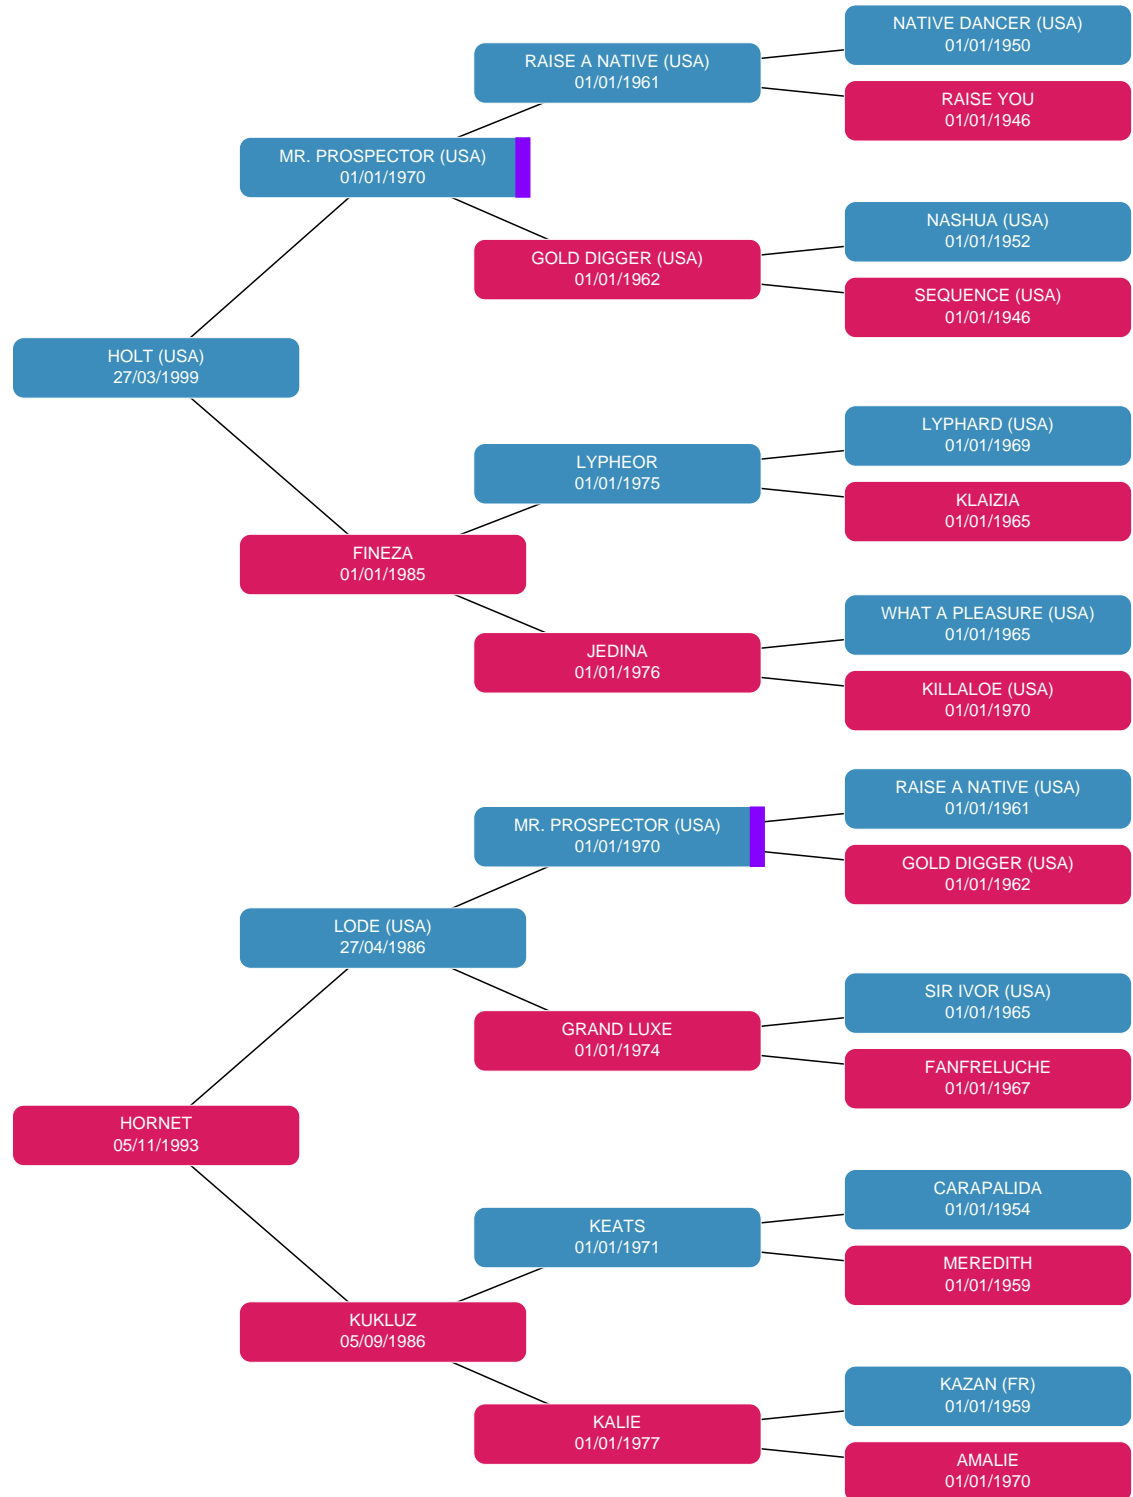 NATIVE DANCER (USA)
01/01/1950
RAISE A NATIVE (USA)
01/01/1961
RAISE YOU
01/01/1946
MR. PROSPECTOR (USA)
01/01/1970
NASHUA (USA)
01/01/1952
GOLD DIGGER (USA)
01/01/1962
SEQUENCE (USA)
01/01/1946
HOLT (USA)
27/03/1999
LYPHARD (USA)
01/01/1969
LYPHEOR
01/01/1975
KLAIZIA
01/01/1965
FINEZA
01/01/1985
WHAT A PLEASURE (USA)
01/01/1965
JEDINA
01/01/1976
KILLALOE (USA)
01/01/1970
RAISE A NATIVE (USA)
01/01/1961
MR. PROSPECTOR (USA)
01/01/1970
GOLD DIGGER (USA)
01/01/1962
LODE (USA)
27/04/1986
SIR IVOR (USA)
01/01/1965
GRAND LUXE
01/01/1974
FANFRELUCHE
01/01/1967
HORNET
05/11/1993
CARAPALIDA
01/01/1954
KEATS
01/01/1971
MEREDITH
01/01/1959
KUKLUZ
05/09/1986
KAZAN (FR)
01/01/1959
KALIE
01/01/1977
AMALIE
01/01/1970